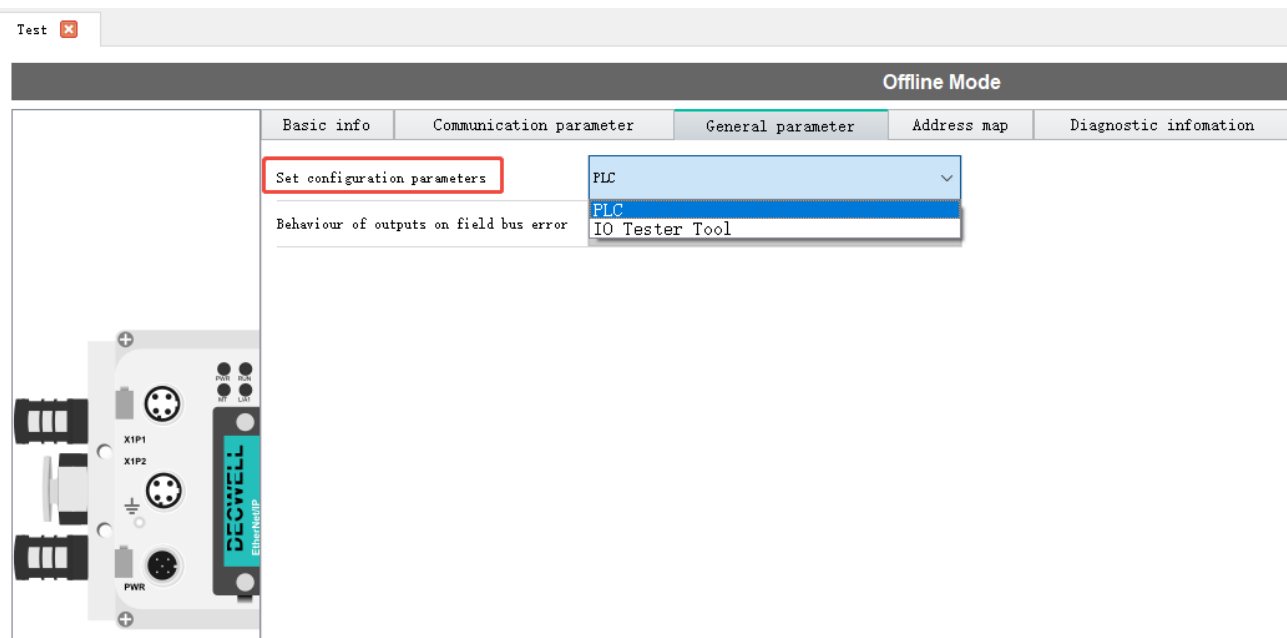 Test
Offline Mode
Basic info Communication parameter General parameter Address map Diagnostic infomation
Set configuration parameters PLC
PLC
Behaviour of outputs on field bus error
IO Tester Tool
PWR RUN
MT L/A1
X1P1
X1P2
DECWELL
EtherNet/IP
PWR